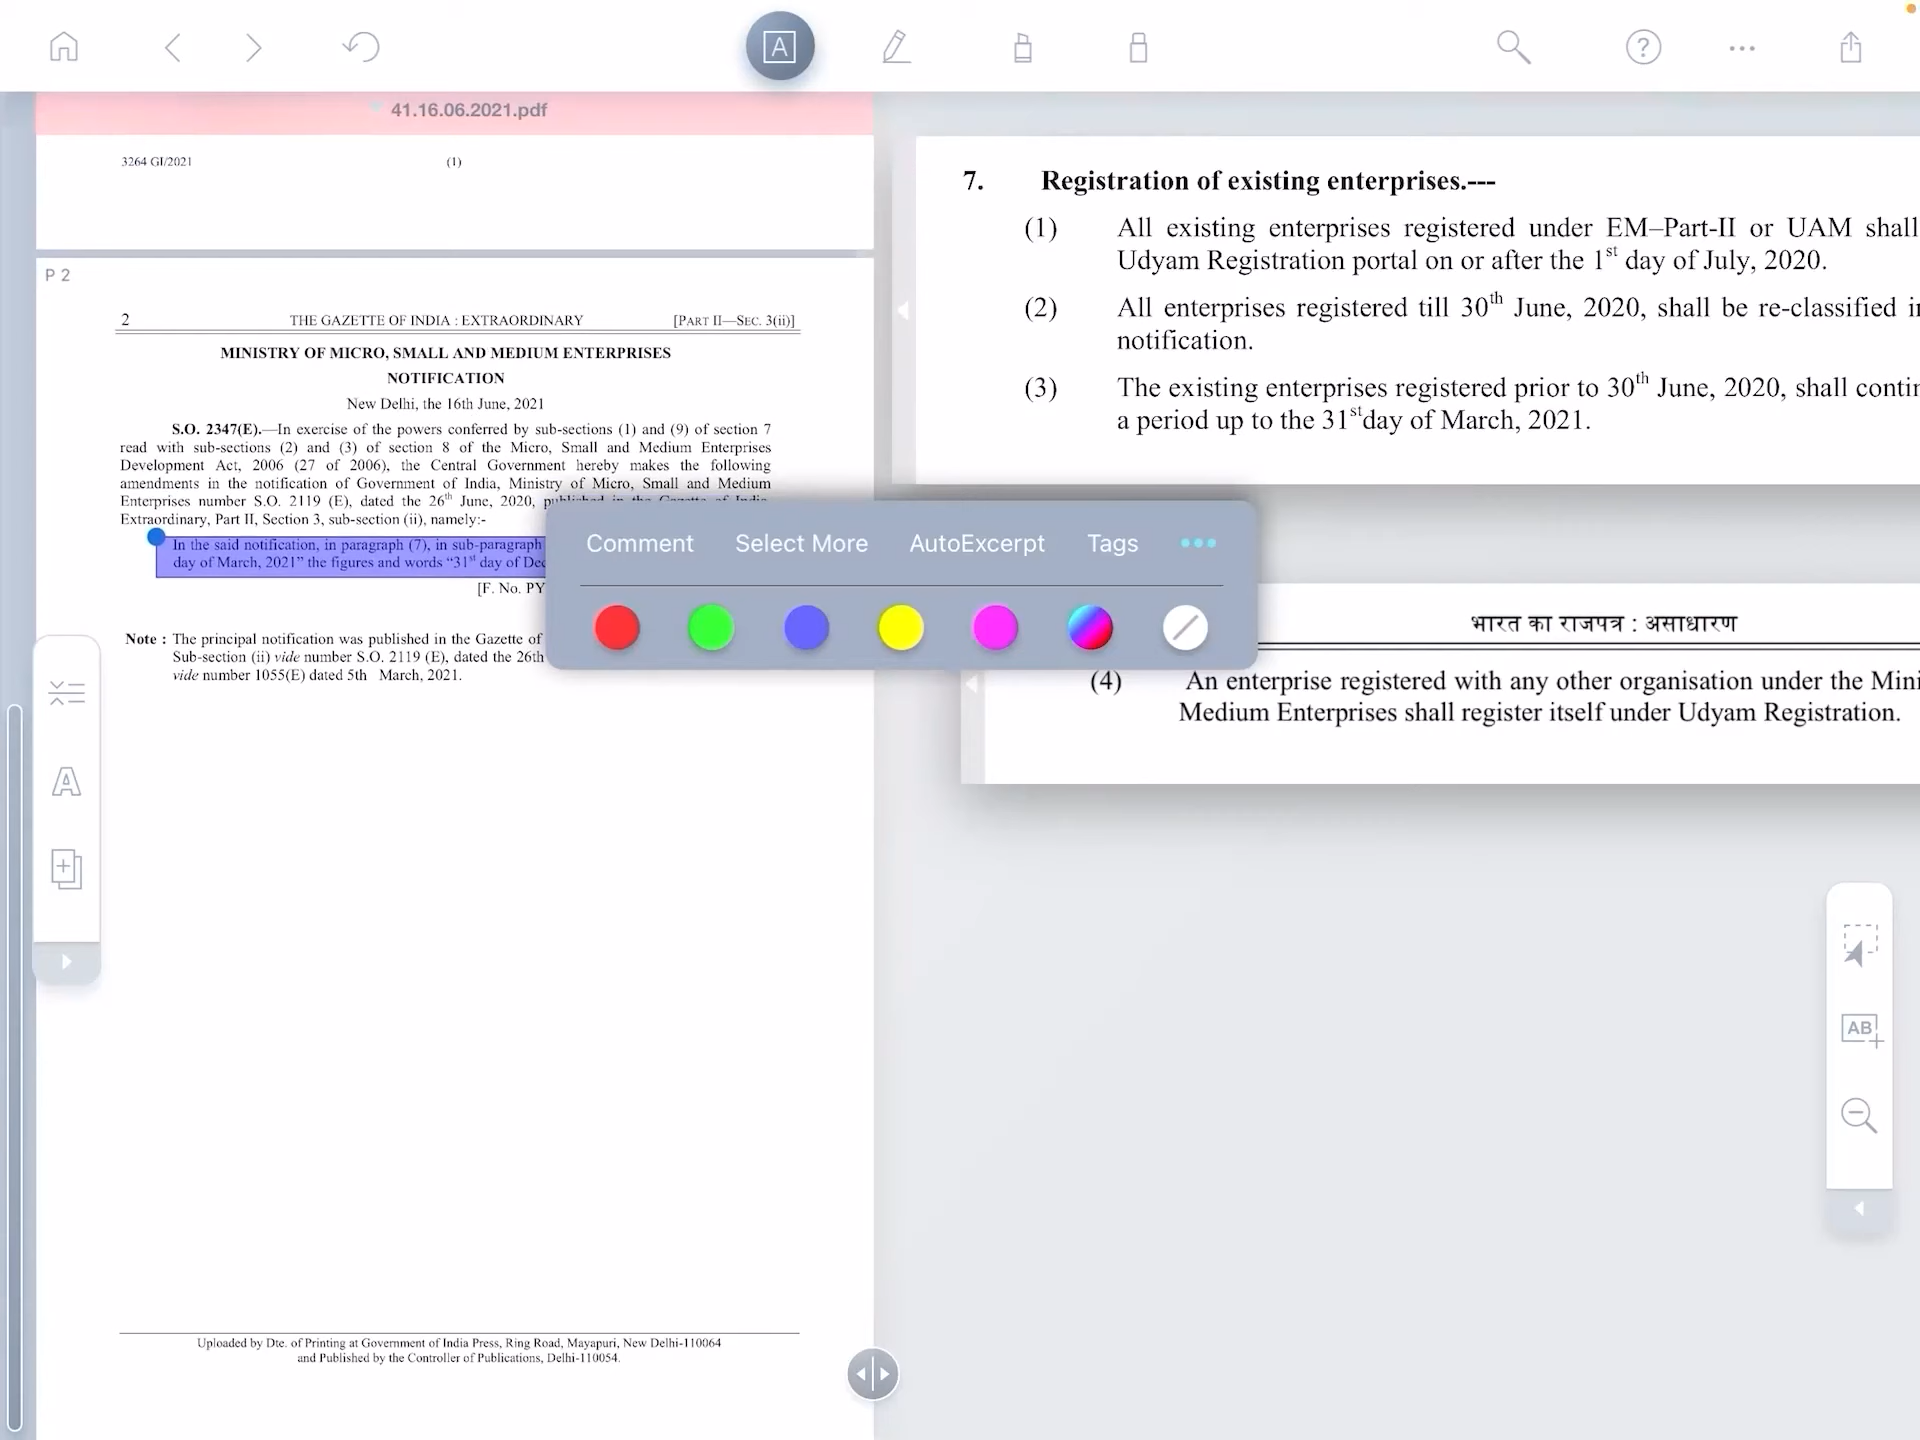 41.16.06.2021.pdf
3264 GI/2021 (1)
P 2
2 THE GAZETTE OF INDIA : EXTRAORDINARY [PART II—SEC. 3(ii)]
MINISTRY OF MICRO, SMALL AND MEDIUM ENTERPRISES
NOTIFICATION
New Delhi, the 16th June, 2021
S.O. 2347(E).—In exercise of the powers conferred by sub-sections (1) and (9) of section 7
read with sub-sections (2) and (3) of section 8 of the Micro, Small and Medium Enterprises
Development Act, 2006 (27 of 2006), the Central Government hereby makes the following
amendments in the notification of Government of India, Ministry of Micro, Small and Medium
Enterprises number S.O. 2119 (E), dated the 26th June, 2020, published in the Gazette of India,
Extraordinary, Part II, Section 3, sub-section (ii), namely:-
In the said notification, in paragraph (7), in sub-paragraph
day of March, 2021” the figures and words “31st day of Dec
[F. No. PY
Note : The principal notification was published in the Gazette of
Sub-section (ii) vide number S.O. 2119 (E), dated the 26th
vide number 1055(E) dated 5th March, 2021.
Uploaded by Dte. of Printing at Government of India Press, Ring Road, Mayapuri, New Delhi-110064
and Published by the Controller of Publications, Delhi-110054.
Comment Select More AutoExcerpt Tags
7. Registration of existing enterprises.---
(1) All existing enterprises registered under EM–Part-II or UAM shall
Udyam Registration portal on or after the 1st day of July, 2020.
(2) All enterprises registered till 30th June, 2020, shall be re-classified in
notification.
(3) The existing enterprises registered prior to 30th June, 2020, shall contin
a period up to the 31stday of March, 2021.
भारत का राजपत्र : असाधारण
(4) An enterprise registered with any other organisation under the Mini
Medium Enterprises shall register itself under Udyam Registration.
A
A
AB